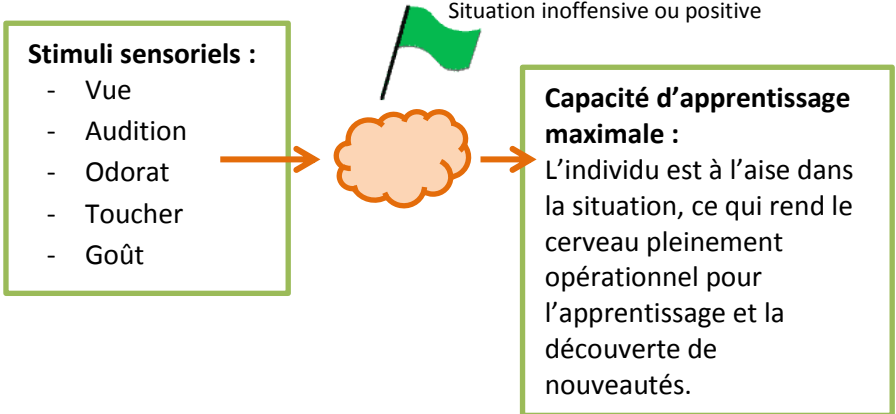 Situation inoffensive ou positive
Stimuli sensoriels :
- Vue
- Audition
- Odorat
- Toucher
- Goût
Capacité d’apprentissage
maximale :
L’individu est à l’aise dans
la situation, ce qui rend le
cerveau pleinement
opérationnel pour
l’apprentissage et la
découverte de
nouveautés.